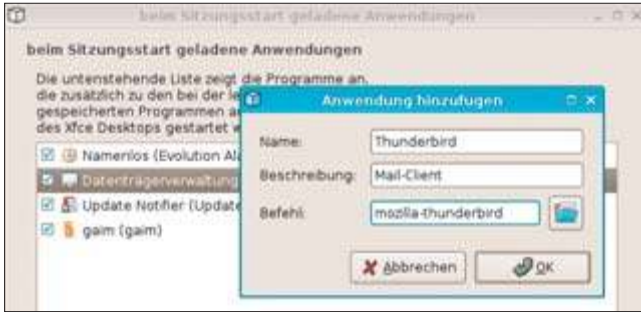 beim Sitzungsstart geladene Anwendungen
beim Sitzungsstart geladene Anwendungen
Die untenstehende Liste zeigt die Programme an,
die zusätzlich zu den bei der
gespeicherten Programmen
des Xfce Desktops gestartet
Namenlos (Evolution
Datenträgerverwaltung
Update Notifier (Update
gaim (gaim)
Anwendung hinzufügen
Name: Thunderbird
Beschreibung: Mail-Client
Befehl: mozilla-thunderbird
Abbrechen OK